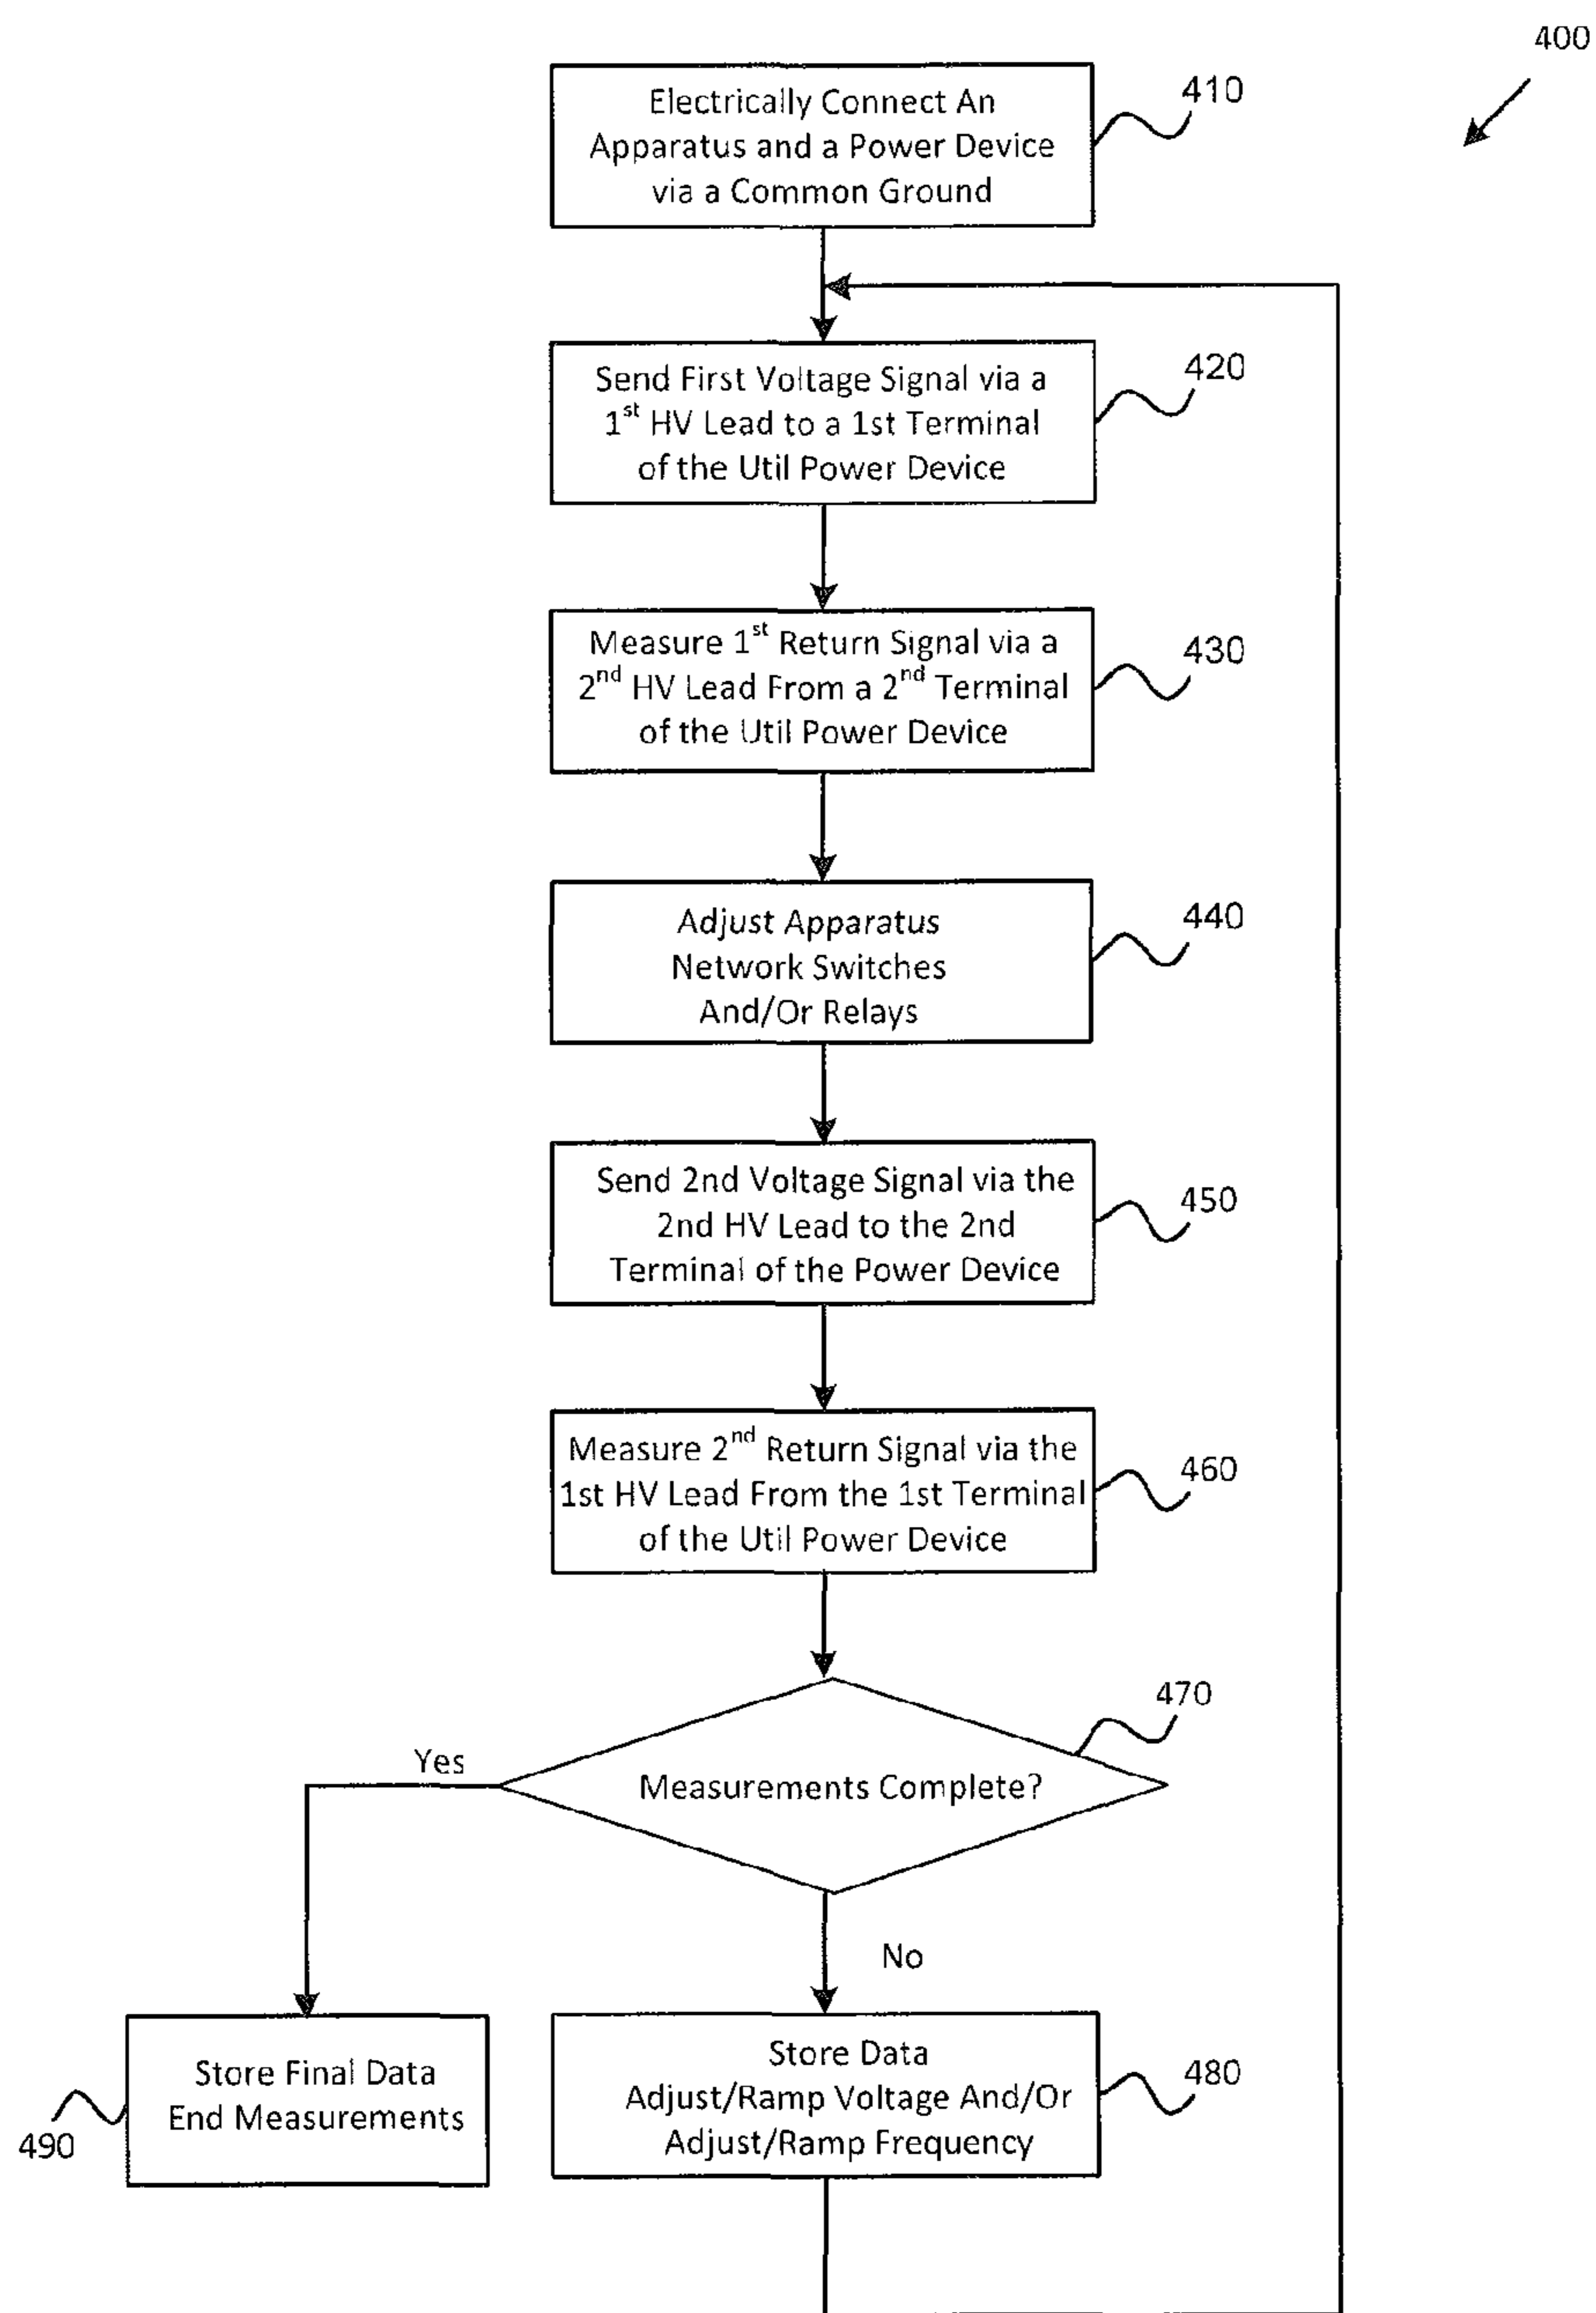 400
Electrically Connect An
Apparatus and a Power Device
via a Common Ground
410
Send First Voltage Signal via a
1st HV Lead to a 1st Terminal
of the Util Power Device
420
Measure 1st Return Signal via a
2nd HV Lead From a 2nd Terminal
of the Util Power Device
430
Adjust Apparatus
Network Switches
And/Or Relays
440
Send 2nd Voltage Signal via the
2nd HV Lead to the 2nd
Terminal of the Power Device
450
Measure 2nd Return Signal via the
1st HV Lead From the 1st Terminal
of the Util Power Device
460
470
Yes
Measurements Complete?
No
Store Final Data
End Measurements
490
Store Data
Adjust/Ramp Voltage And/Or
Adjust/Ramp Frequency
480